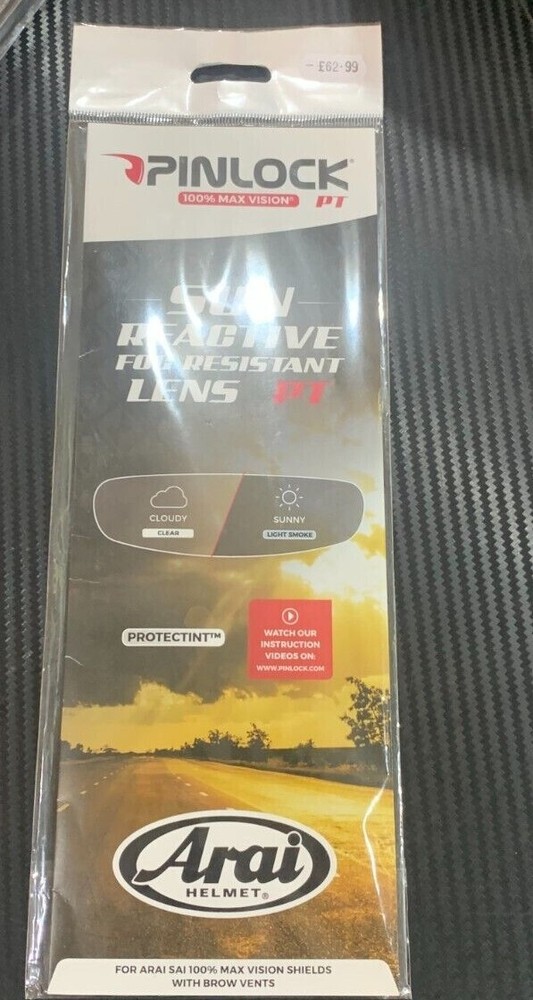 - £62.99
PINLOCK®
100% MAX VISION® PT
SUN
REACTIVE
FOG RESISTANT
LENS PT
CLOUDY
CLEAR
SUNNY
LIGHT SMOKE
PROTECTINT™
WATCH OUR
INSTRUCTION
VIDEOS ON:
WWW.PINLOCK.COM
Arai
HELMET®
FOR ARAI SAI 100% MAX VISION SHIELDS
WITH BROW VENTS